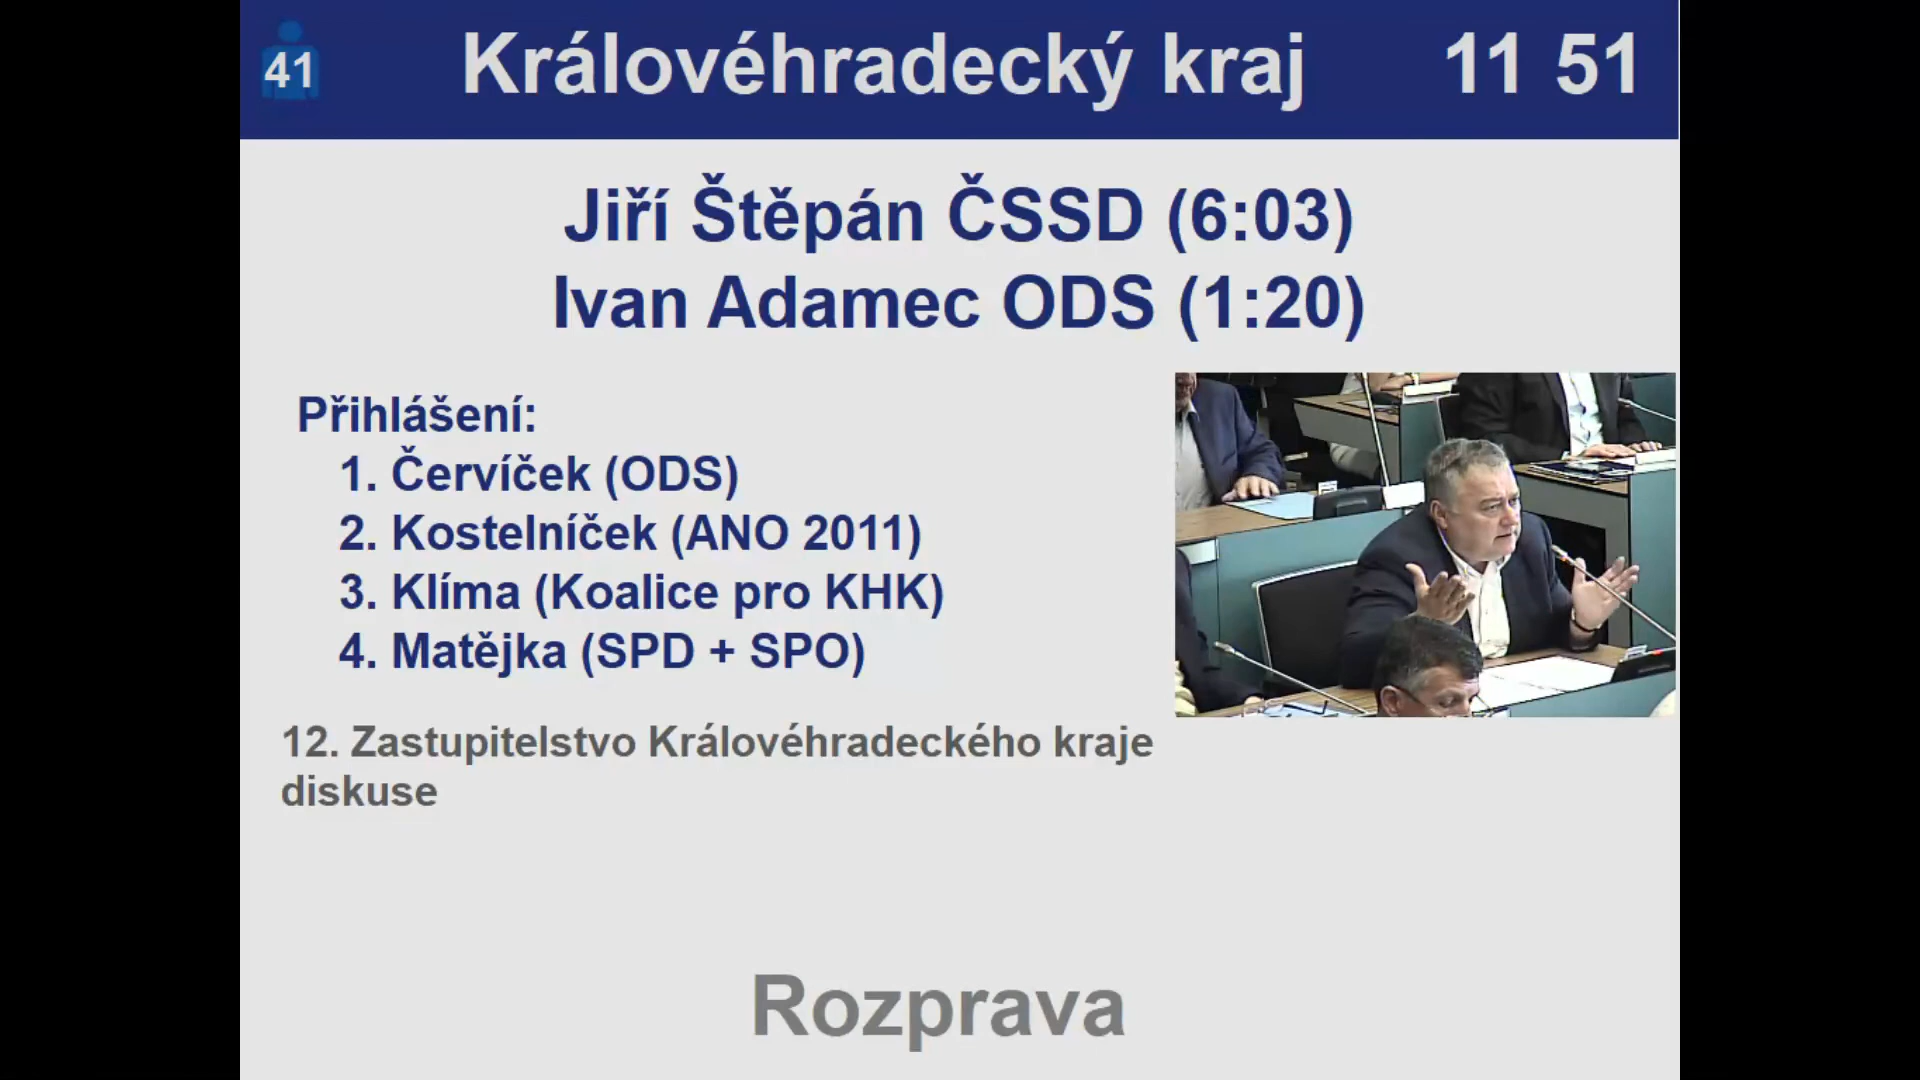 41 Královéhradecký kraj 11 51
Jiří Štěpán ČSSD (6:03)
Ivan Adamec ODS (1:20)
Přihlášení:
1. Červíček (ODS)
2. Kostelníček (ANO 2011)
3. Klíma (Koalice pro KHK)
4. Matějka (SPD + SPO)
12. Zastupitelstvo Královéhradeckého kraje
diskuse
Rozprava